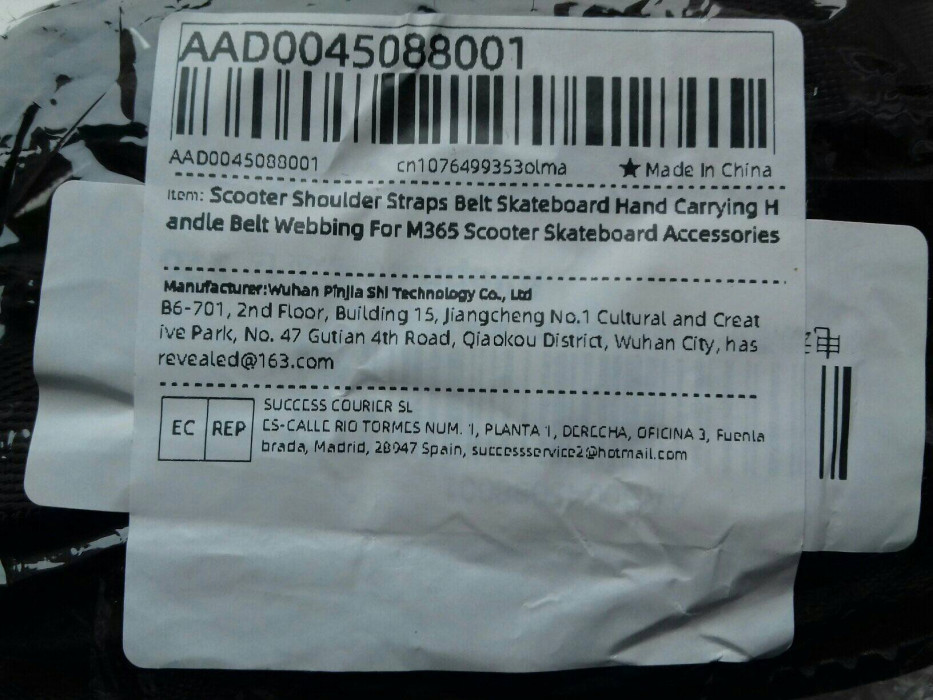 AAD0045088001
AAD0045088001 cn1076499353olma ★ Made In China
Item: Scooter Shoulder Straps Belt Skateboard Hand Carrying H
andle Belt Webbing For M365 Scooter Skateboard Accessories
Manufacturer:Wuhan Pinjia Shi Technology Co., Ltd
B6-701, 2nd Floor, Building 15, Jiangcheng No.1 Cultural and Creat
ive Park, No. 47 Gutian 4th Road, Qiaokou District, Wuhan City, has
revealed@163.com
EC REP
SUCCESS COURIER SL
ES-CALLE RIO TORMES NUM. 1, PLANTA 1, DERECHA, OFICINA 3, Fuenla
brada, Madrid, 28947 Spain, successservice2@hotmail.com